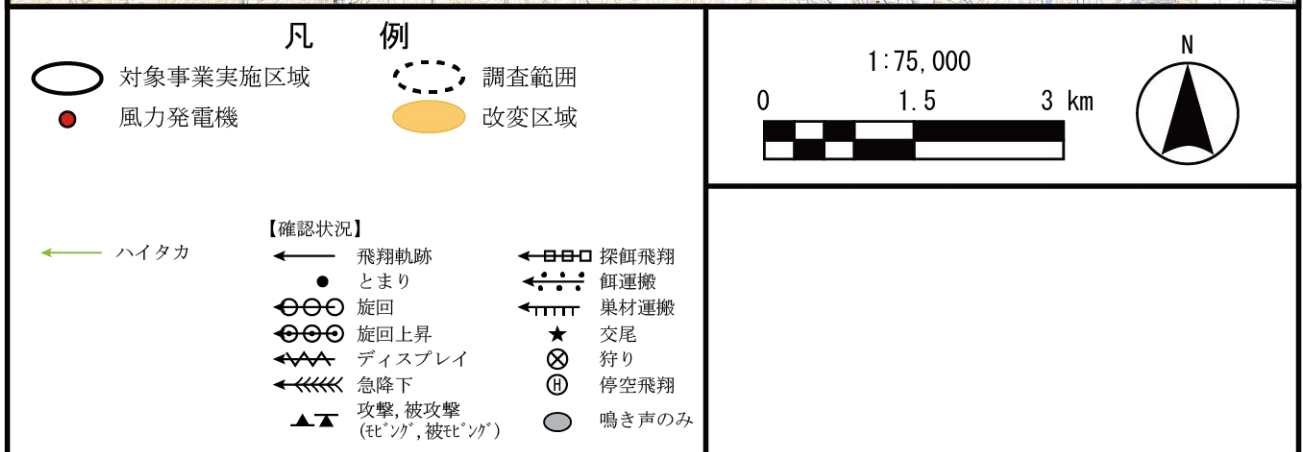 凡 例
対象事業実施区域
調査範囲
風力発電機
改変区域
ハイタカ
【確認状況】
飛翔軌跡
とまり
旋回
旋回上昇
ディスプレイ
急降下
攻撃,被攻撃
(ﾓﾋﾞﾝｸﾞ,被ﾓﾋﾞﾝｸﾞ)
探餌飛翔
餌運搬
巣材運搬
交尾
狩り
H 停空飛翔
鳴き声のみ
1:75,000
0 1.5 3 km
N